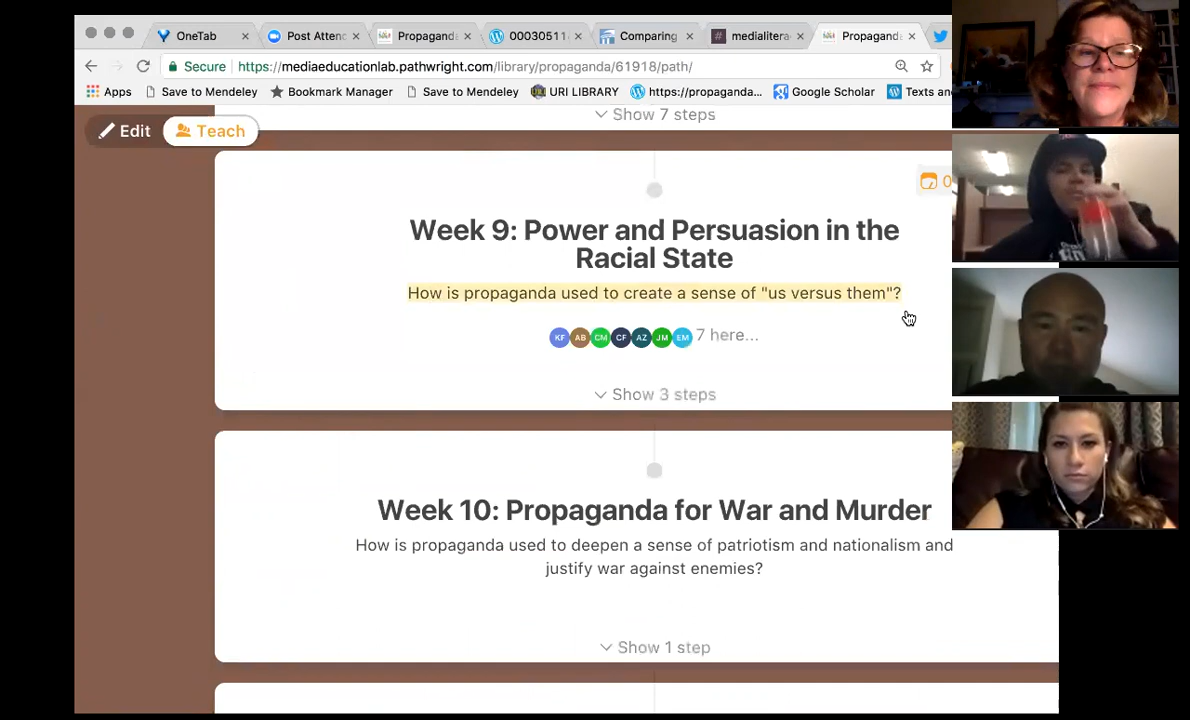 OneTab
Post Attenc
Propagand
00030511
Comparing
medialitera
Propagand
Secure
https://mediaeducationlab.pathwright.com/library/propaganda/61918/path/
Apps
Save to Mendeley
Bookmark Manager
Save to Mendeley
URI LIBRARY
https://propaganda...
Google Scholar
Texts and
Show 7 steps
Edit
Teach
0
Week 9: Power and Persuasion in the
Racial State
How is propaganda used to create a sense of "us versus them"?
KF AB CM CF AZ JM EM 7 here...
Show 3 steps
Week 10: Propaganda for War and Murder
How is propaganda used to deepen a sense of patriotism and nationalism and
justify war against enemies?
Show 1 step